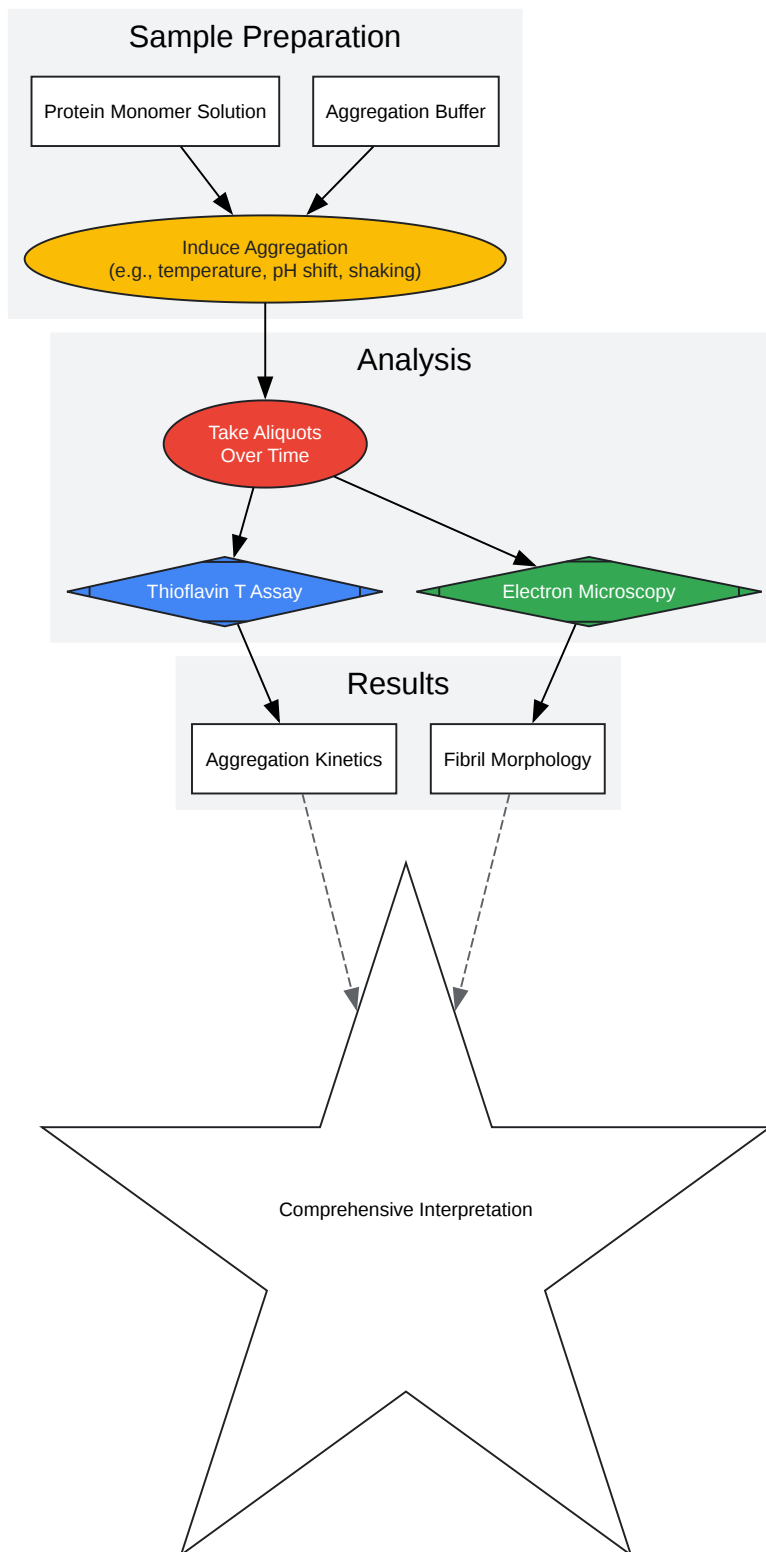 Sample Preparation
Protein Monomer Solution
Aggregation Buffer
Induce Aggregation
(e.g., temperature, pH shift, shaking)
Analysis
Take Aliquots
Over Time
Thioflavin T Assay
Electron Microscopy
Results
Aggregation Kinetics
Fibril Morphology
Comprehensive Interpretation